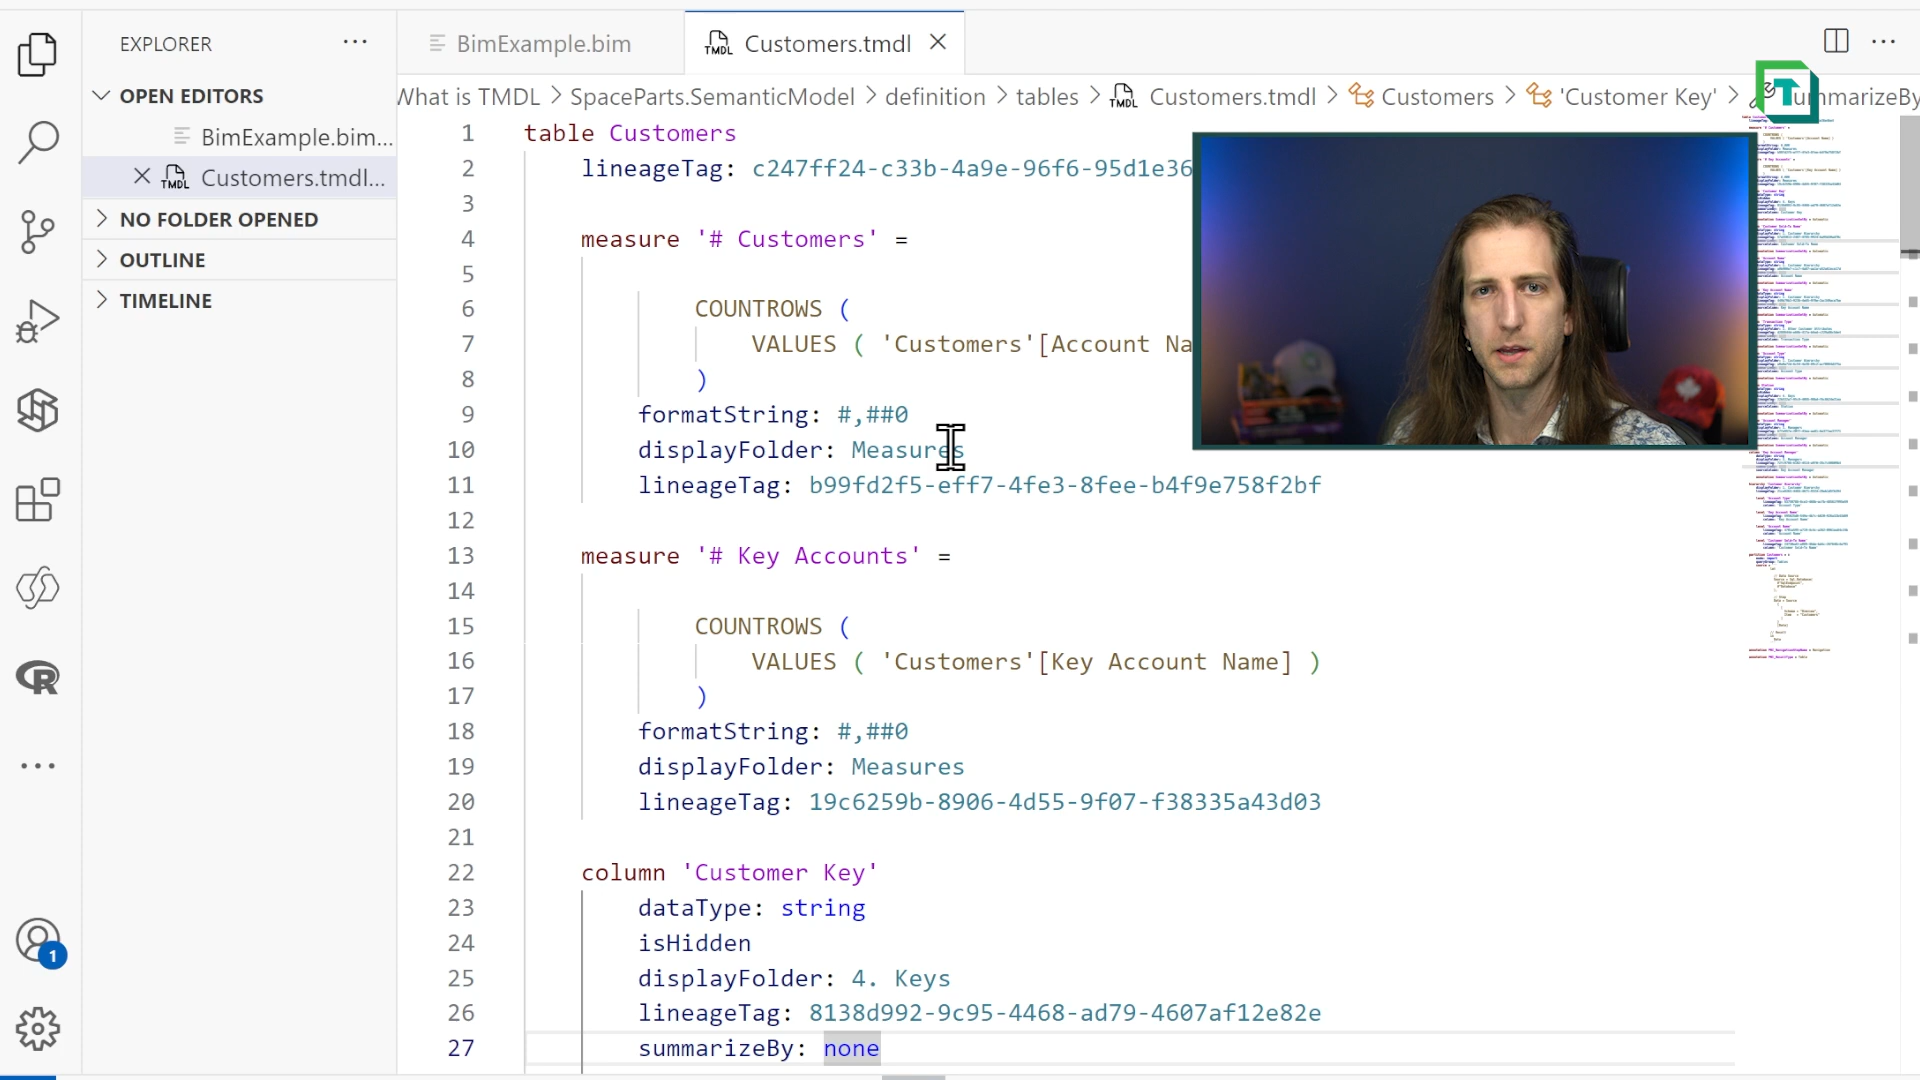 EXPLORER
BimExample.bim
TMDL Customers.tmdl
OPEN EDITORS
What is TMDL > SpaceParts.SemanticModel > definition > tables > TMDL Customers.tmdl > Customers > 'Customer Key' >
BimExample.bim...
TMDL Customers.tmdl...
NO FOLDER OPENED
OUTLINE
TIMELINE
1 table Customers
2 lineageTag: c247ff24-c33b-4a9e-96f6-95d1e36
3
4 measure '# Customers' =
5
6 COUNTROWS (
7 VALUES ( 'Customers'[Account Na
8 )
9 formatString: #,##0
10 displayFolder: Measures
11 lineageTag: b99fd2f5-eff7-4fe3-8fee-b4f9e758f2bf
12
13 measure '# Key Accounts' =
14
15 COUNTROWS (
16 VALUES ( 'Customers'[Key Account Name] )
17 )
18 formatString: #,##0
19 displayFolder: Measures
20 lineageTag: 19c6259b-8906-4d55-9f07-f38335a43d03
21
22 column 'Customer Key'
23 dataType: string
24 isHidden
25 displayFolder: 4. Keys
26 lineageTag: 8138d992-9c95-4468-ad79-4607af12e82e
27 summarizeBy: none
R
1
T